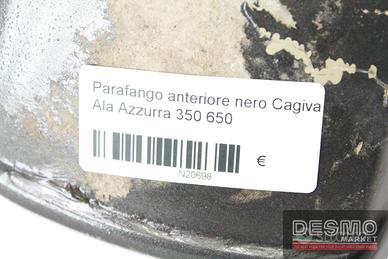 Parafango anteriore nero Cagiva
Ala Azzurra 350 650
N20698
€
DESMO
MARKET